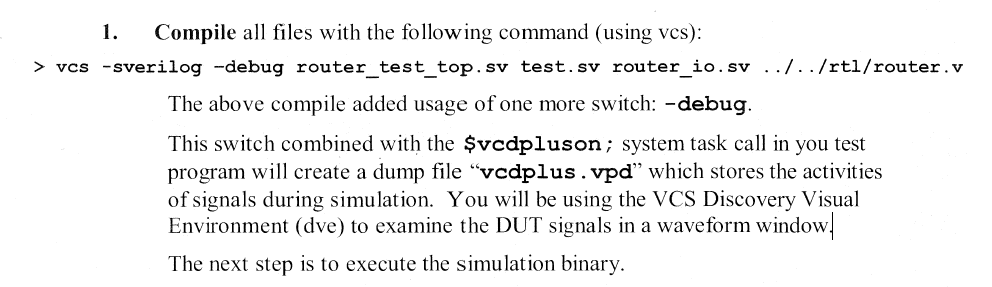 1. Compile all files with the following command (using vcs):
> vcs -sverilog –debug router_test_top.sv test.sv router_io.sv ../../rtl/router.v
The above compile added usage of one more switch: –debug.
This switch combined with the $vcdpluson; system task call in you test
program will create a dump file “vcdplus.vpd” which stores the activities
of signals during simulation. You will be using the VCS Discovery Visual
Environment (dve) to examine the DUT signals in a waveform window.
The next step is to execute the simulation binary.